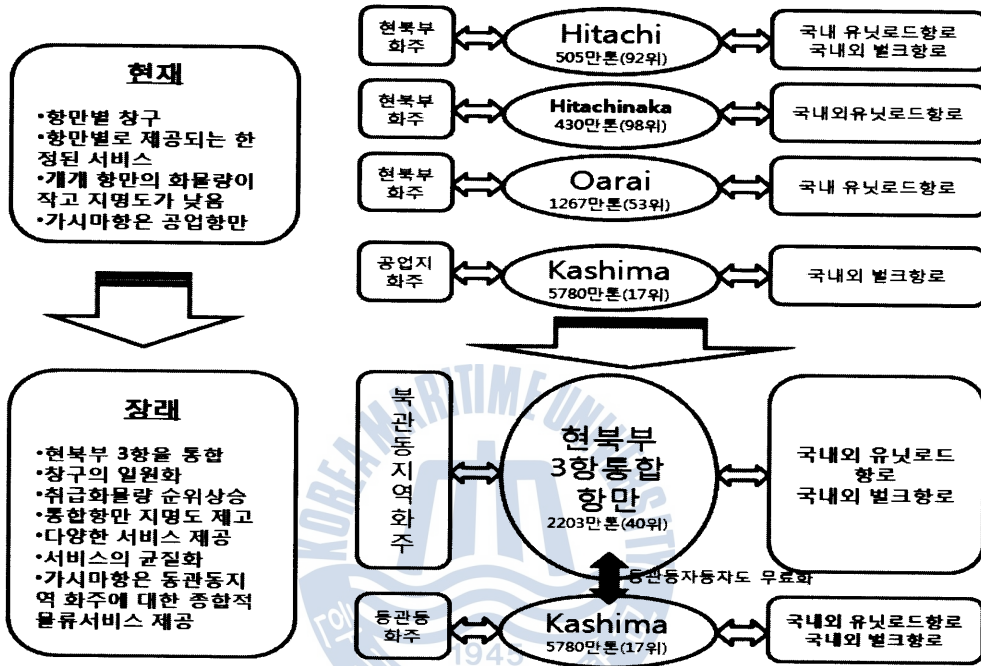 현재
•항만별 창구
•항만별로 제공되는 한
정된 서비스
•개개 항만의 화물량이
작고 지명도가 낮음
•가시마항은 공업항만
현북부
화주
Hitachi
505만톤(92위)
국내 유닛로드항로
국내외 벌크항로
현북부
화주
Hitachinaka
430만톤(98위)
국내외유닛로드항로
현북부
화주
Oarai
1267만톤(53위)
국내 유닛로드항로
공업지
화주
Kashima
5780만톤(17위)
국내외 벌크항로
장래
•현북부 3항을 통합
•창구의 일원화
•취급화물량 순위상승
•통합항만 지명도 제고
•다양한 서비스 제공
•서비스의 균질화
•가시마항은 동관동지
역 화주에 대한 종합적
물류서비스 제공
북
관
동
지
역
화
주
현북부
3항통합
항만
2203만톤(40위)
국내외 유닛로드
항로
국내외 벌크항로
동관동자동차도 무료화
동관동
화주
Kashima
5780만톤(17위)
국내외 유닛로드항로
국내외 벌크항로
KOREA MARITIME UNIVERSITY
1945